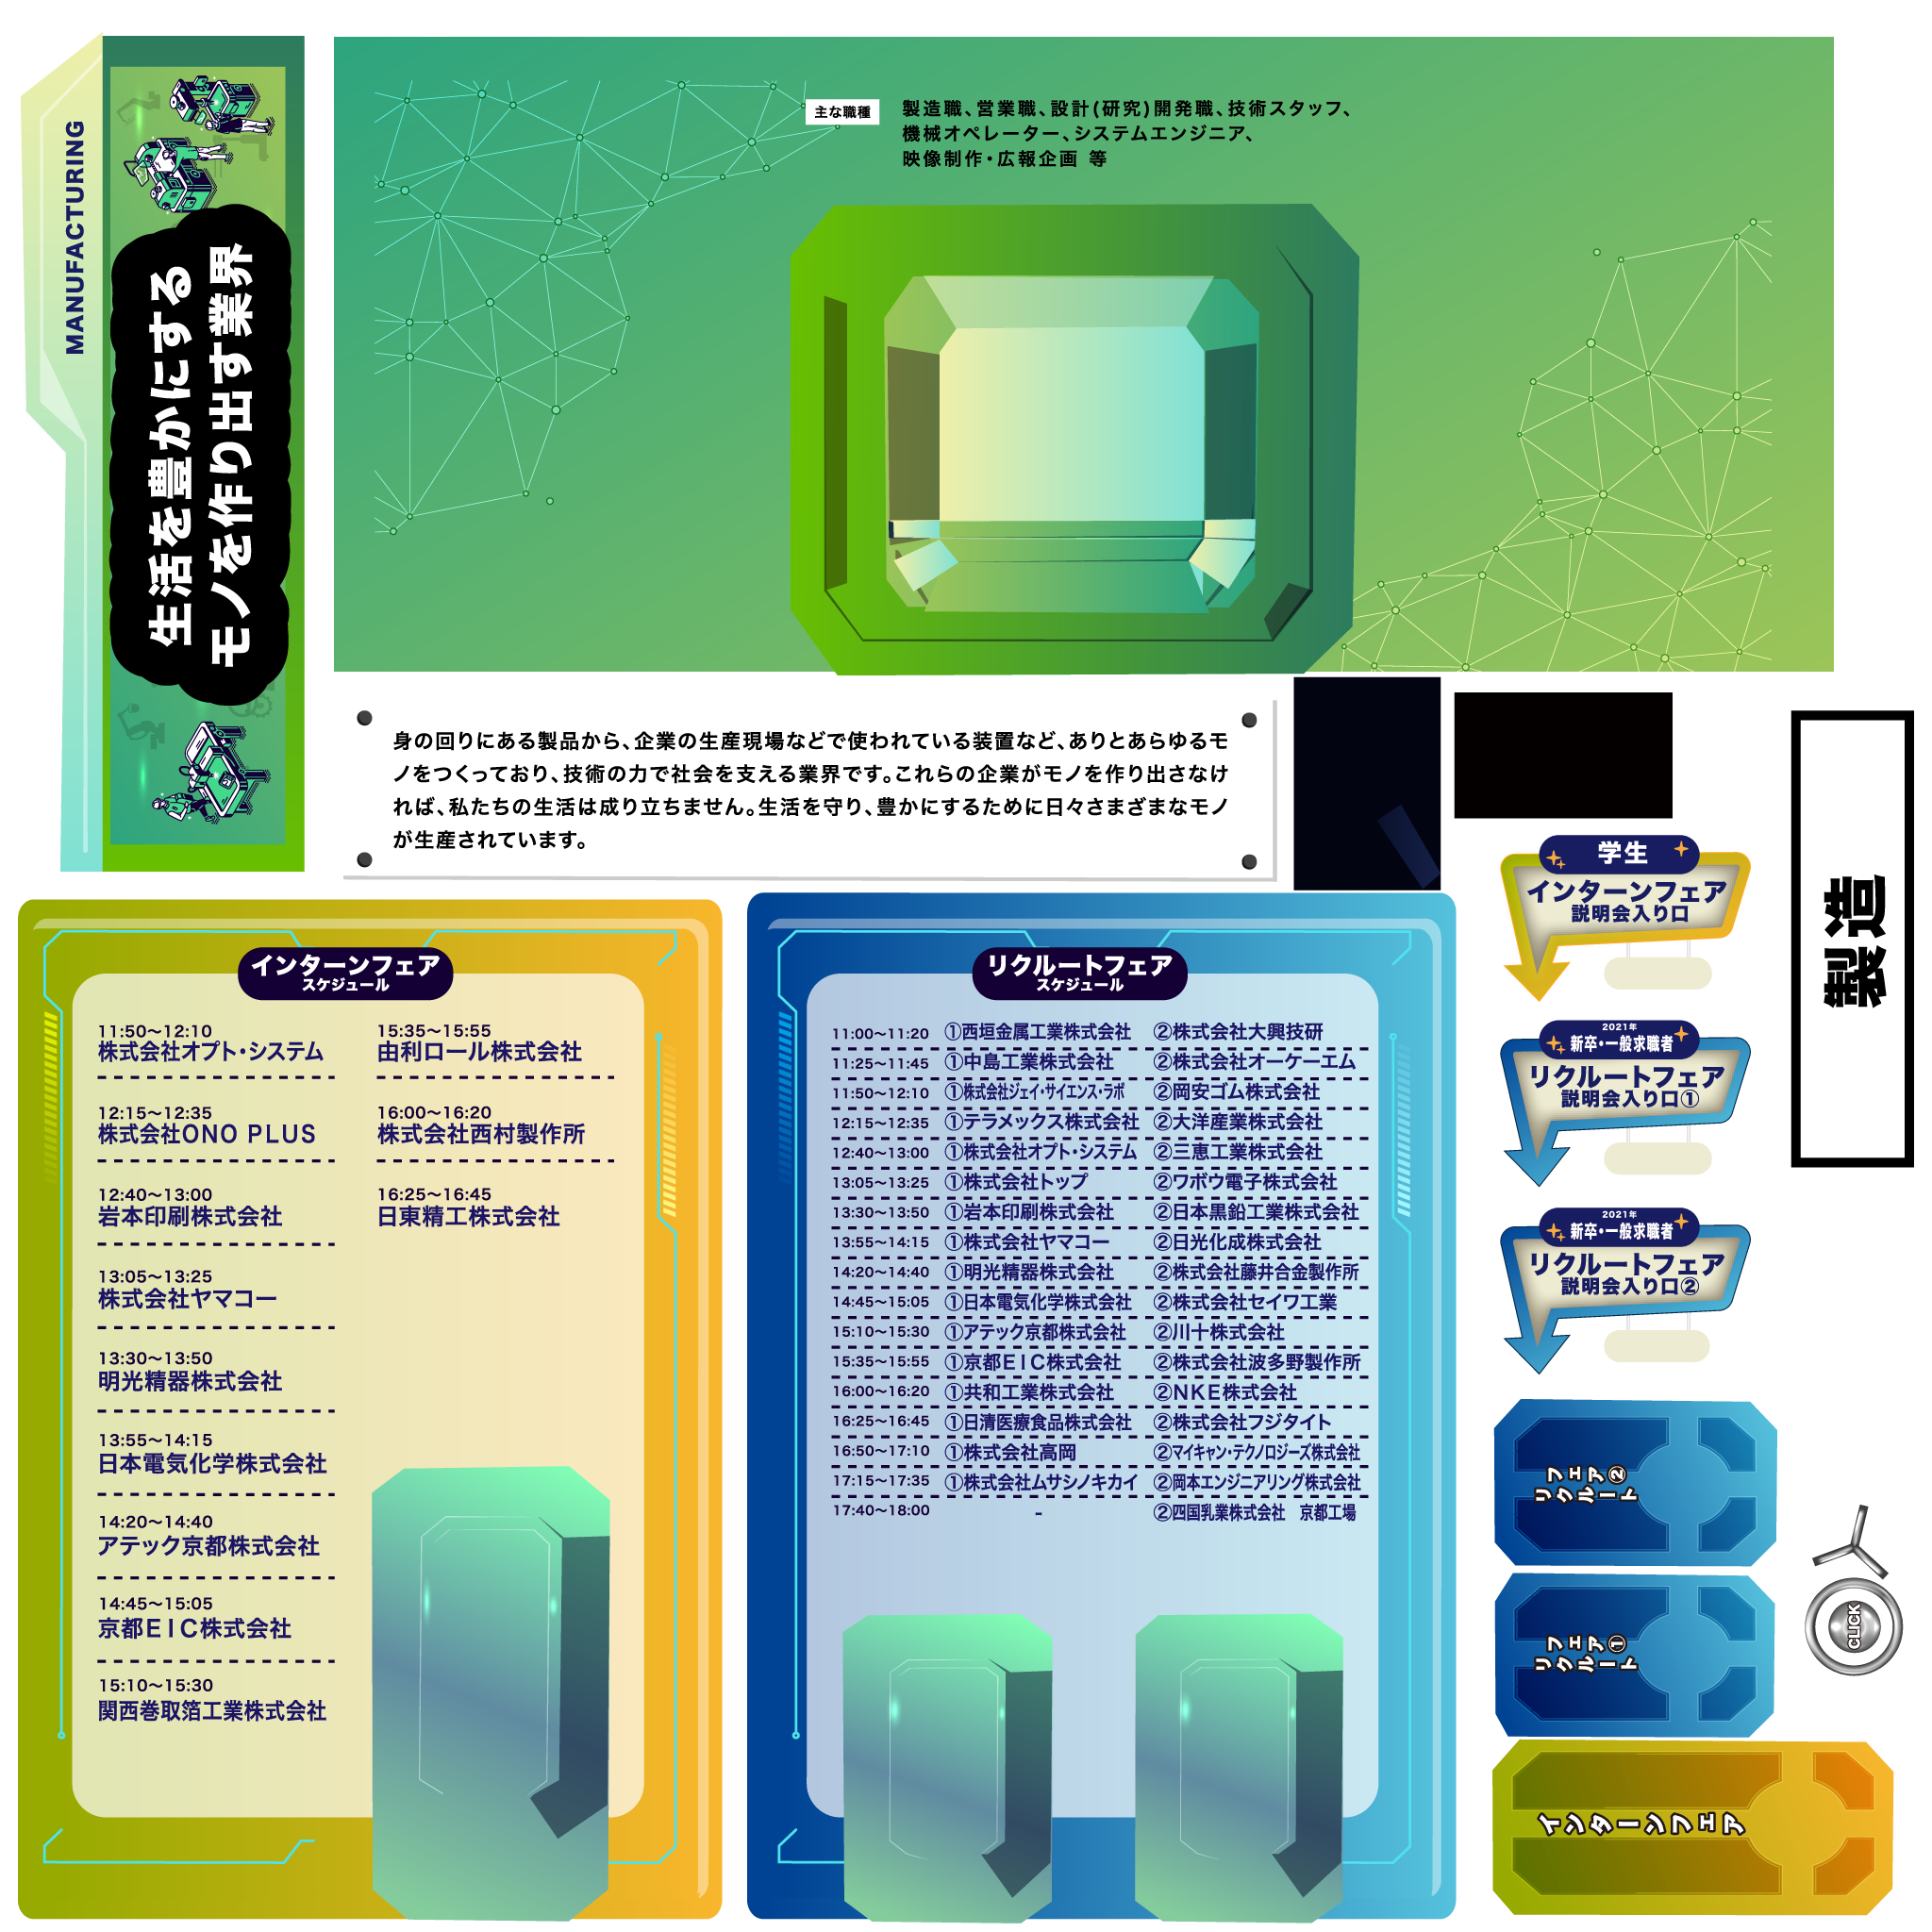 MANUFACTURING
生活を豊かにする
モノを作り出す業界
主な職種
製造職、営業職、設計(研究)開発職、技術スタッフ、
機械オペレーター、システムエンジニア、
映像制作・広報企画 等
身の回りにある製品から、企業の生産現場などで使われている装置など、ありとあらゆるモ
ノをつくっており、技術の力で社会を支える業界です。これらの企業がモノを作り出さなけ
れば、私たちの生活は成り立ちません。生活を守り、豊かにするために日々さまざまなモノ
が生産されています。
製造
インターンフェア
スケジュール
11:50〜12:10
株式会社オプト・システム
12:15〜12:35
株式会社ONO PLUS
12:40〜13:00
岩本印刷株式会社
13:05〜13:25
株式会社ヤマコー
13:30〜13:50
明光精器株式会社
13:55〜14:15
日本電気化学株式会社
14:20〜14:40
アテック京都株式会社
14:45〜15:05
京都EIC株式会社
15:10〜15:30
関西巻取箔工業株式会社
15:35〜15:55
由利ロール株式会社
16:00〜16:20
株式会社西村製作所
16:25〜16:45
日東精工株式会社
リクルートフェア
スケジュール
11:00〜11:20 ①西垣金属工業株式会社 ②株式会社大興技研
11:25〜11:45 ①中島工業株式会社 ②株式会社オーケーエム
11:50〜12:10 ①株式会社ジェイ・サイエンス・ラボ ②岡安ゴム株式会社
12:15〜12:35 ①テラメックス株式会社 ②大洋産業株式会社
12:40〜13:00 ①株式会社オプト・システム ②三恵工業株式会社
13:05〜13:25 ①株式会社トップ ②ワボウ電子株式会社
13:30〜13:50 ①岩本印刷株式会社 ②日本黒鉛工業株式会社
13:55〜14:15 ①株式会社ヤマコー ②日光化成株式会社
14:20〜14:40 ①明光精器株式会社 ②株式会社藤井合金製作所
14:45〜15:05 ①日本電気化学株式会社 ②株式会社セイワ工業
15:10〜15:30 ①アテック京都株式会社 ②川十株式会社
15:35〜15:55 ①京都EIC株式会社 ②株式会社波多野製作所
16:00〜16:20 ①共和工業株式会社 ②NKE株式会社
16:25〜16:45 ①日清医療食品株式会社 ②株式会社フジタイト
16:50〜17:10 ①株式会社高岡 ②マイキャン・テクノロジーズ株式会社
17:15〜17:35 ①株式会社ムサシノキカイ ②岡本エンジニアリング株式会社
17:40〜18:00 - ②四国乳業株式会社 京都工場
学生
インターンフェア
説明会入り口
2021年
新卒・一般求職者
リクルートフェア
説明会入り口①
2021年
新卒・一般求職者
リクルートフェア
説明会入り口②
リクルート
フェア②
リクルート
フェア①
CLICK
インターンフェア